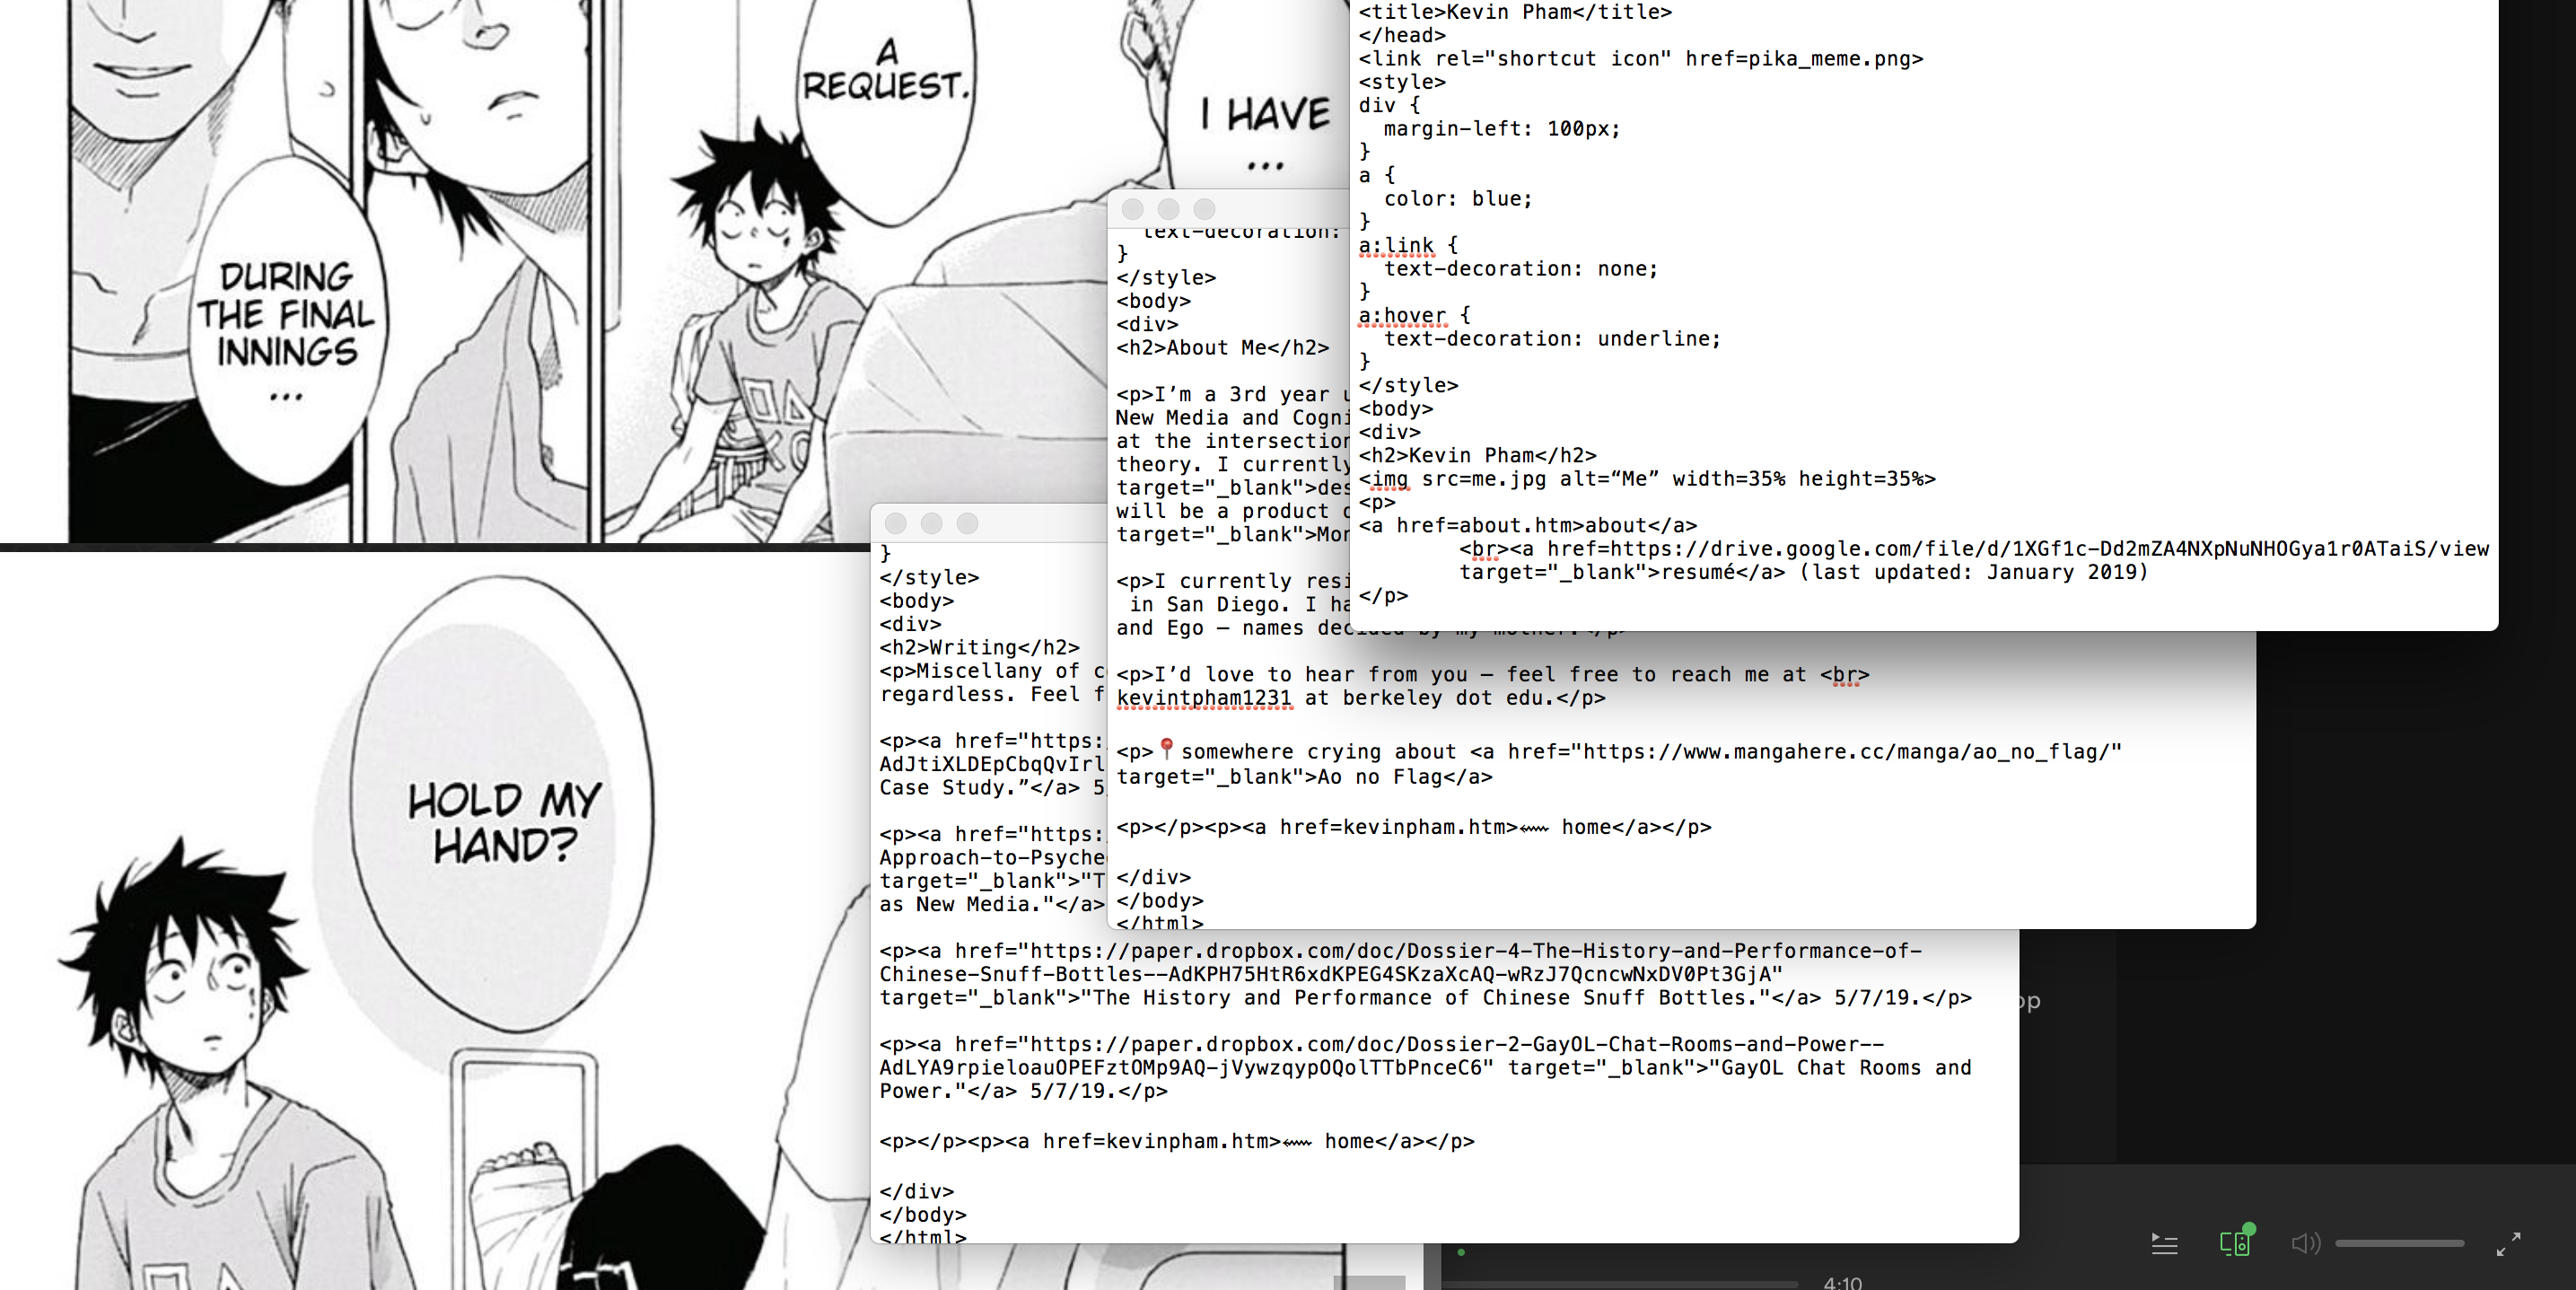 A
REQUEST.
I HAVE
...
DURING
THE FINAL
INNINGS
...
HOLD MY
HAND?
<title>Kevin Pham</title>
</head>
<link rel="shortcut icon" href=pika_meme.png>
<style>
div {
  margin-left: 100px;
}
a {
  color: blue;
}
a:link {
  text-decoration: none;
}
a:hover {
  text-decoration: underline;
}
</style>
<body>
<div>
<h2>Kevin Pham</h2>
<img src=me.jpg alt=“Me” width=35% height=35%>
<p>
<a href=about.htm>about</a>
<br><a href=https://drive.google.com/file/d/1XGf1c-Dd2mZA4NXpNuNHOGya1r0ATaiS/view
target="_blank">resumé</a> (last updated: January 2019)
</p>
text-decoration:
}
</style>
<body>
<div>
<h2>About Me</h2>
<p>I’m a 3rd year
New Media and
at the intersection
theory. I currently
target="_blank">
will be a product
target="_blank">
<p>I currently
in San Diego. I
and Ego – names decided by my mother.</p>
<p>I’d love to hear from you – feel free to reach me at <br>
kevintpham1231 at berkeley dot edu.</p>
<p>📍somewhere crying about <a href="https://www.mangahere.cc/manga/ao_no_flag/"
target="_blank">Ao no Flag</a>
<p></p><p><a href=kevinpham.htm>⬳ home</a></p>
</div>
</body>
</html>
}
</style>
<body>
<div>
<h2>Writing</h2>
<p>Miscellany of
regardless. Feel
<p><a href="https:
AdJtiXLDEpCbqQvIrl
Case Study.”</a> 5
<p><a href="https:
Approach-to-Psyche
target="_blank">"T
as New Media."</a>
<p><a href="https://paper.dropbox.com/doc/Dossier-4-The-History-and-Performance-of-
Chinese-Snuff-Bottles--AdKPH75HtR6xdKPEG4SKzaXcAQ-wRzJ7QcncwNxDV0Pt3GjA"
target="_blank">"The History and Performance of Chinese Snuff Bottles."</a> 5/7/19.</p>
<p><a href="https://paper.dropbox.com/doc/Dossier-2-GayOL-Chat-Rooms-and-Power--
AdLYA9rpieloauOPEFztOMp9AQ-jVywzqypOQolTTbPnceC6" target="_blank">"GayOL Chat Rooms and
Power."</a> 5/7/19.</p>
<p></p><p><a href=kevinpham.htm>⬳ home</a></p>
</div>
</body>
</html>
4:10